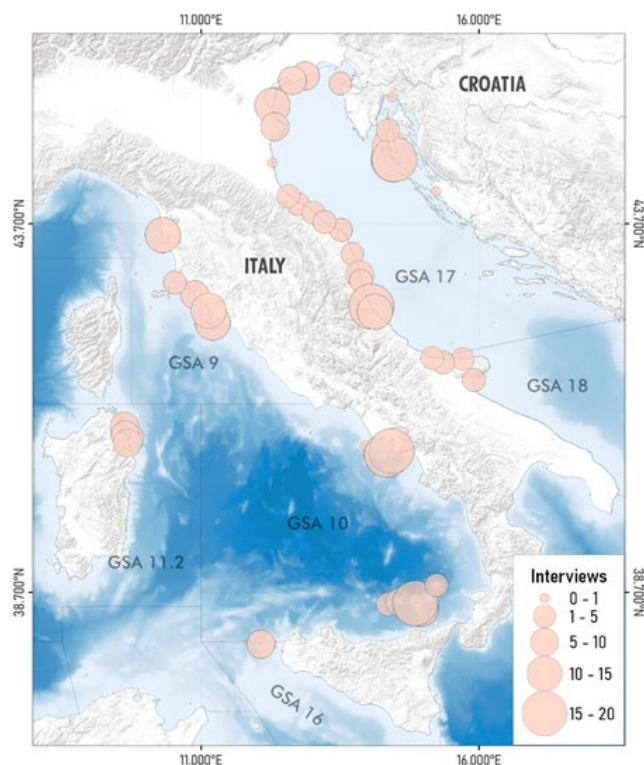 11.000°E
16.000°E
CROATIA
43.700°N
43.700°N
ITALY
GSA 17
GSA 9
GSA 18
GSA 10
GSA 11.2
38.700°N
38.700°N
GSA 16
Interviews
0 - 1
1 - 5
5 - 10
10 - 15
15 - 20
11.000°E
16.000°E